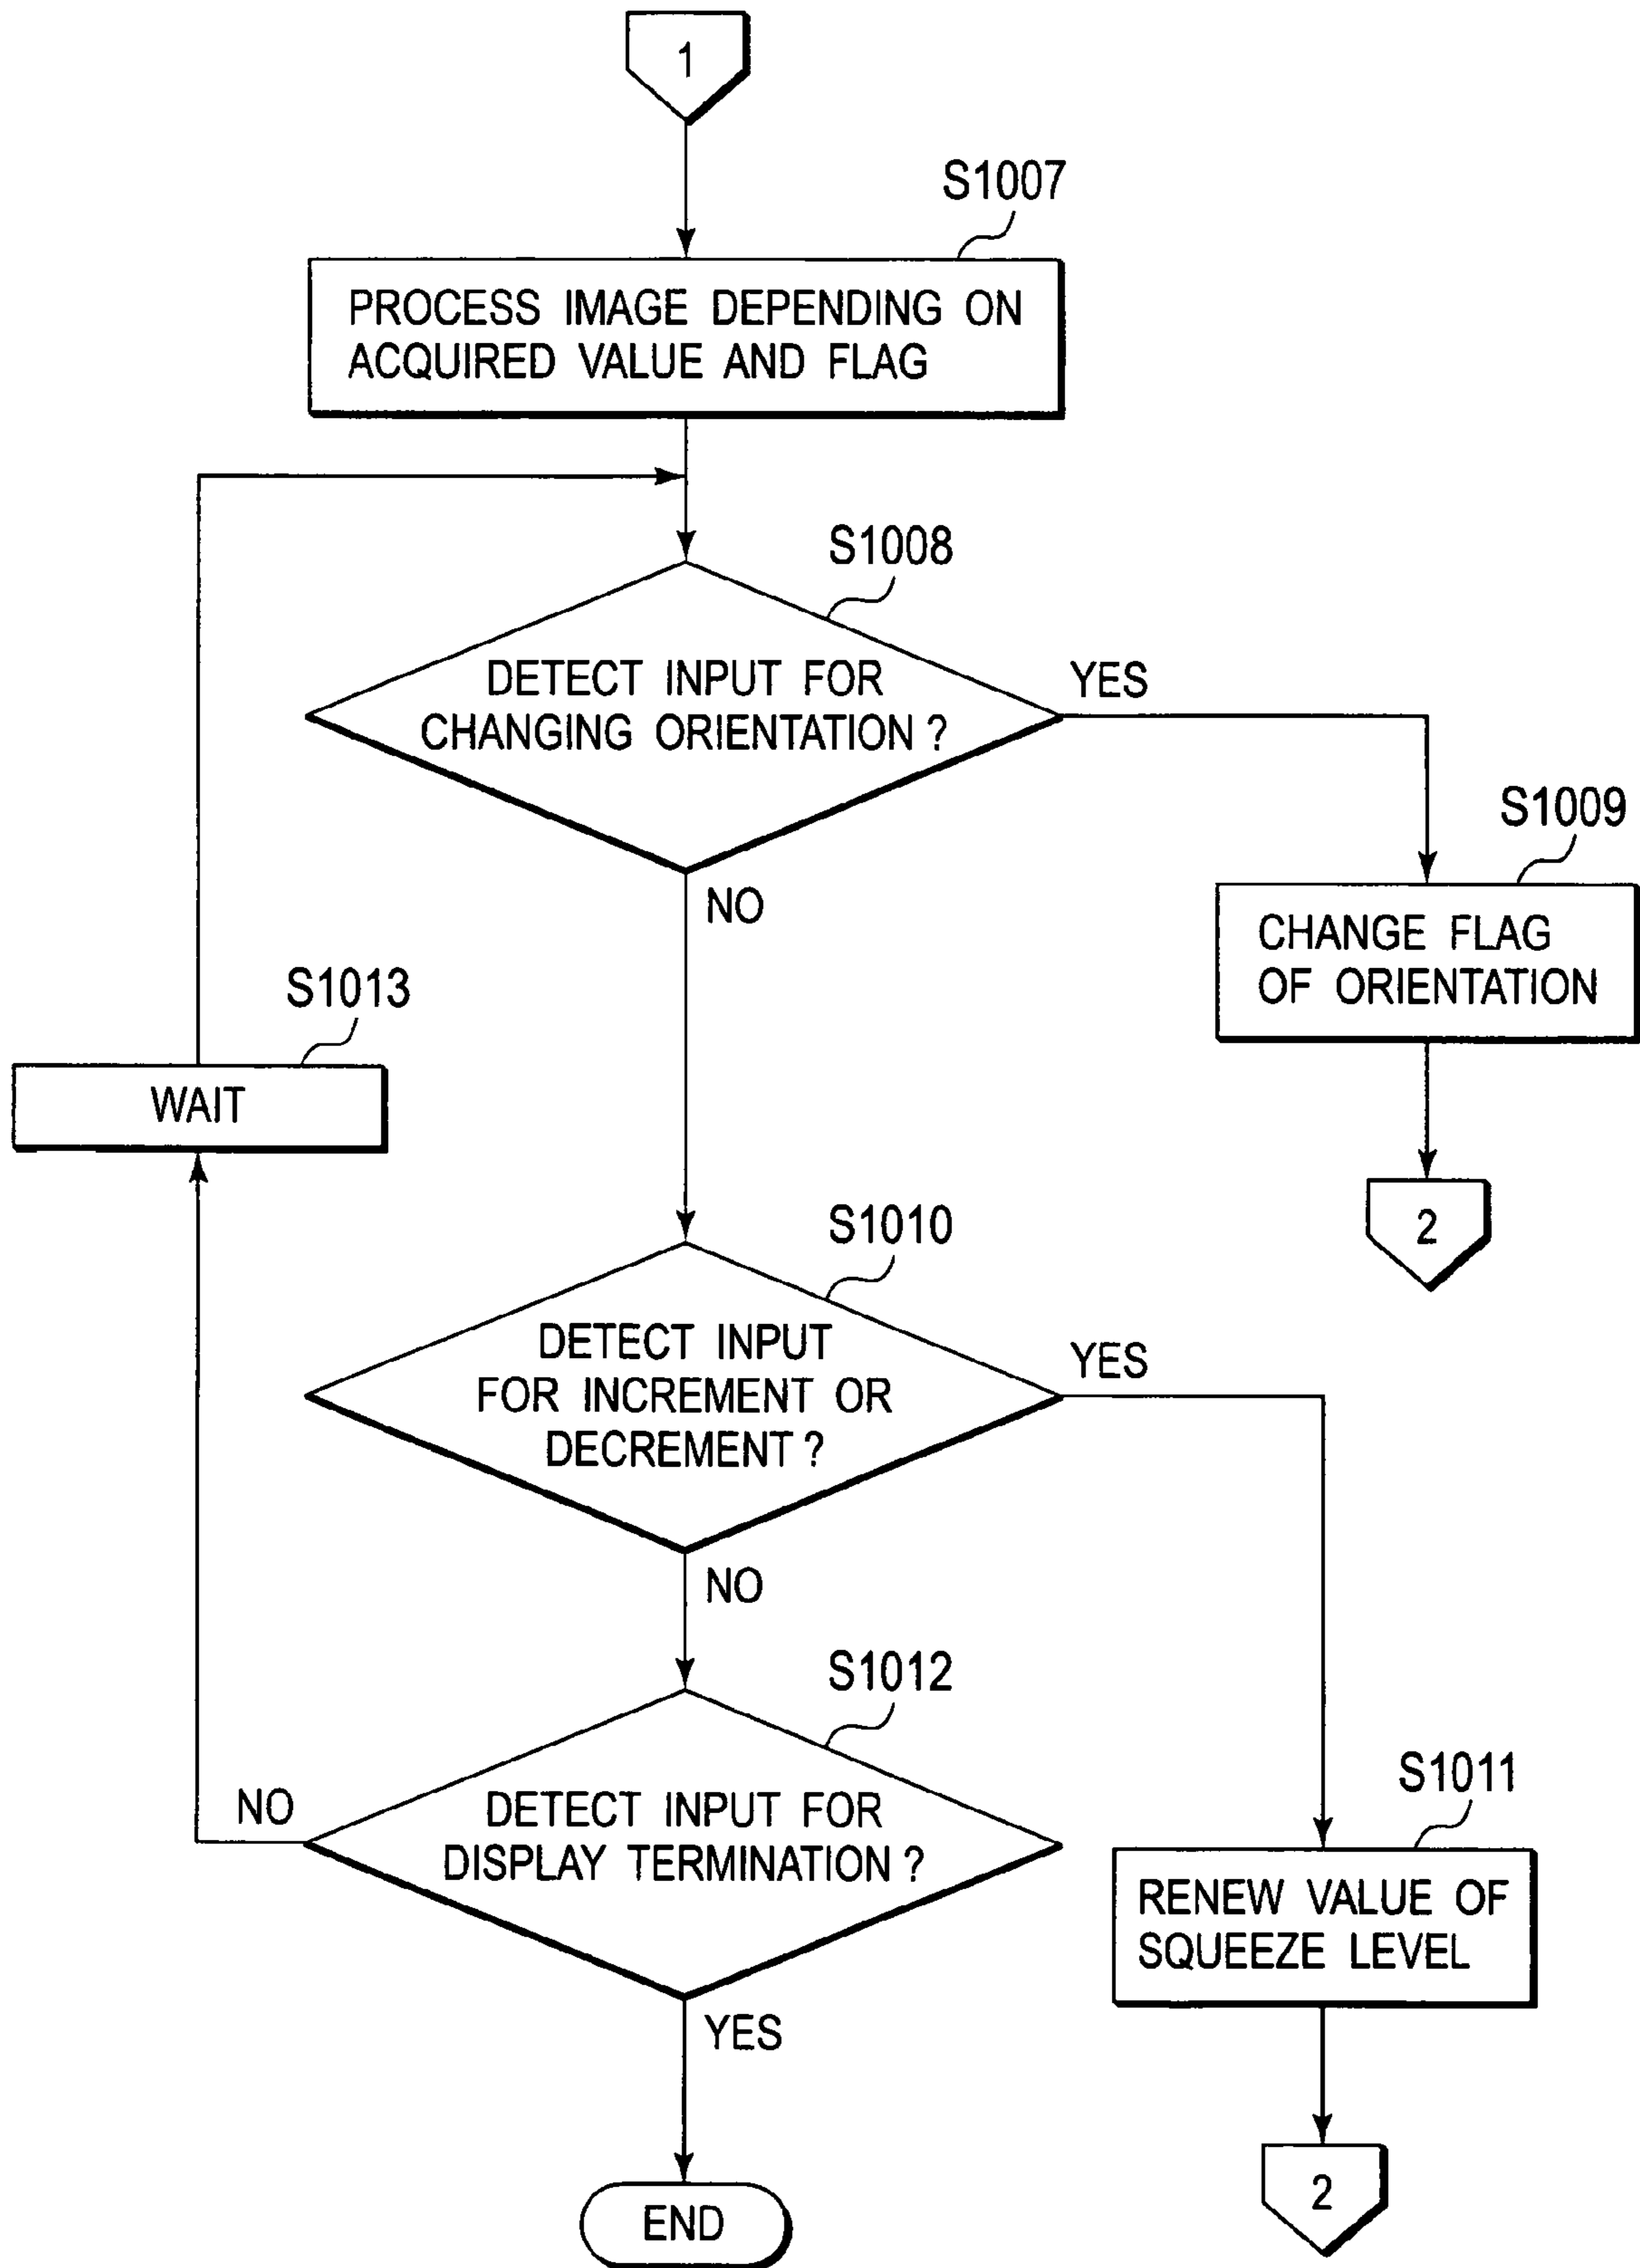 1
S1007
PROCESS IMAGE DEPENDING ON
ACQUIRED VALUE AND FLAG
S1008
DETECT INPUT FOR
CHANGING ORIENTATION ?
YES
NO
S1009
CHANGE FLAG
OF ORIENTATION
2
S1013
WAIT
S1010
DETECT INPUT
FOR INCREMENT OR
DECREMENT ?
YES
NO
S1012
DETECT INPUT FOR
DISPLAY TERMINATION ?
NO
YES
S1011
RENEW VALUE OF
SQUEEZE LEVEL
2
END